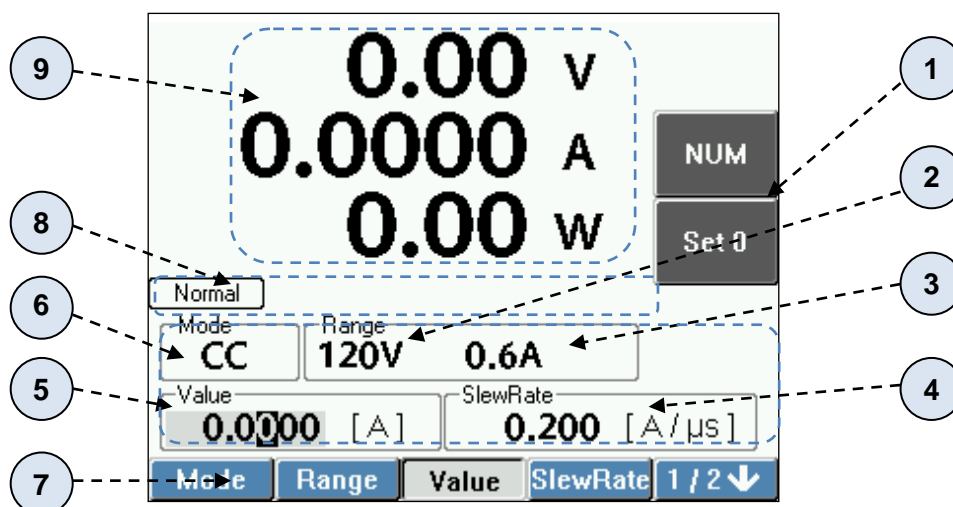 9
0.00 V
1
0.0000 A
NUM
2
8
0.00 W
Set 0
Normal
3
6
Mode
Range
CC
120V 0.6A
5
Value
SlewRate
4
0.0000 [A]
0.200 [A/µs]
7
Mode Range Value SlewRate 1/2↓